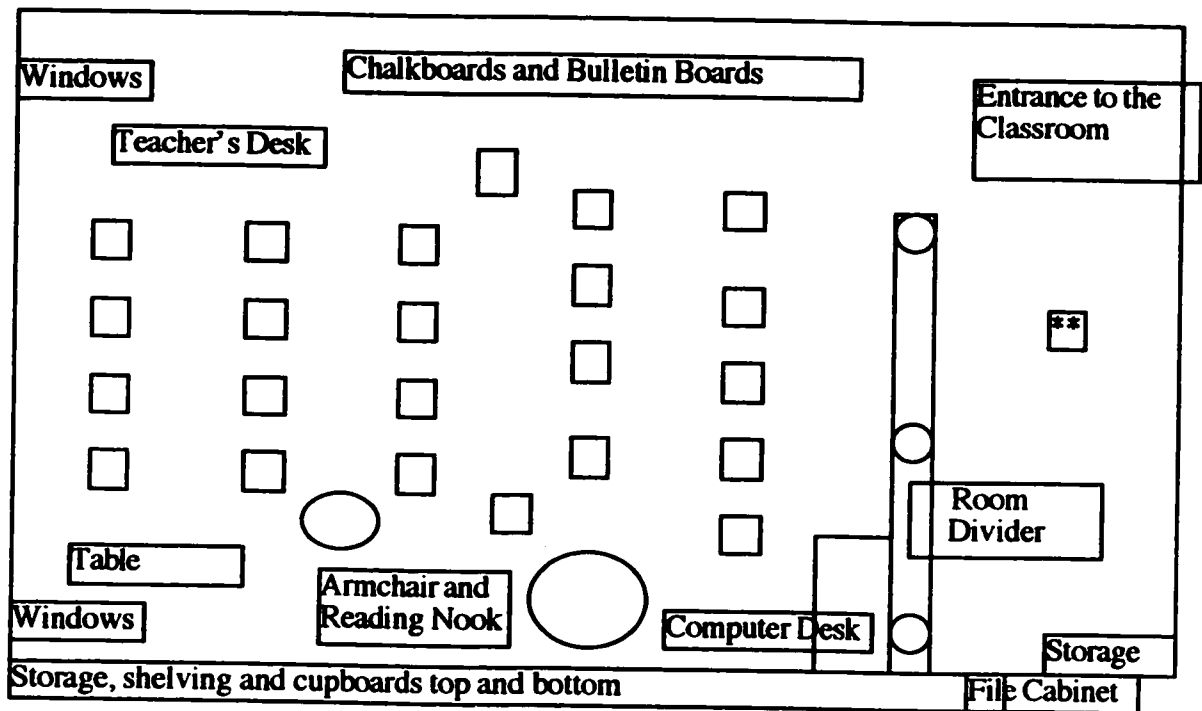 Windows
Chalkboards and Bulletin Boards
Entrance to the
Classroom
Teacher's Desk
**
Room
Divider
Table
Armchair and
Reading Nook
Windows
Computer Desk
Storage
Storage, shelving and cupboards top and bottom
File Cabinet